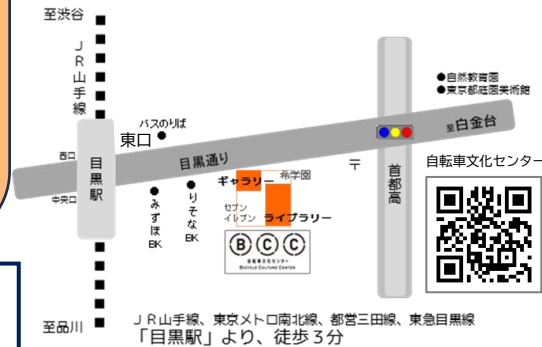 至渋谷
JR山手線
●自然教育園
●東京都庭園美術館
バスのりば
東口
至白金台
西口
目黒通り
〒
首都高
自転車文化センター
目黒駅
ギャラリー
希学園
中央口
みずほBK
りそなBK
セブン
イレブン
ライブラリー
BCC
自転車文化センター
BICYCLE CULTURE CENTER
至品川
JR山手線、東京メトロ南北線、都営三田線、東急目黒線
「目黒駅」より、徒歩3分